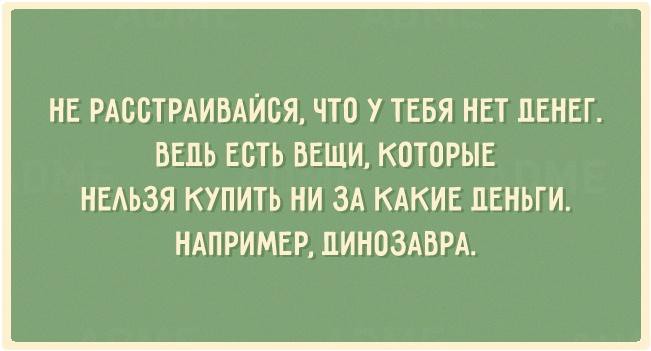 НЕ РАССТРАИВАЙСЯ, ЧТО У ТЕБЯ НЕТ ДЕНЕГ.
ВЕДЬ ЕСТЬ ВЕЩИ, КОТОРЫЕ
НЕЛЬЗЯ КУПИТЬ НИ ЗА КАКИЕ ДЕНЬГИ.
НАПРИМЕР, ДИНОЗАВРА.